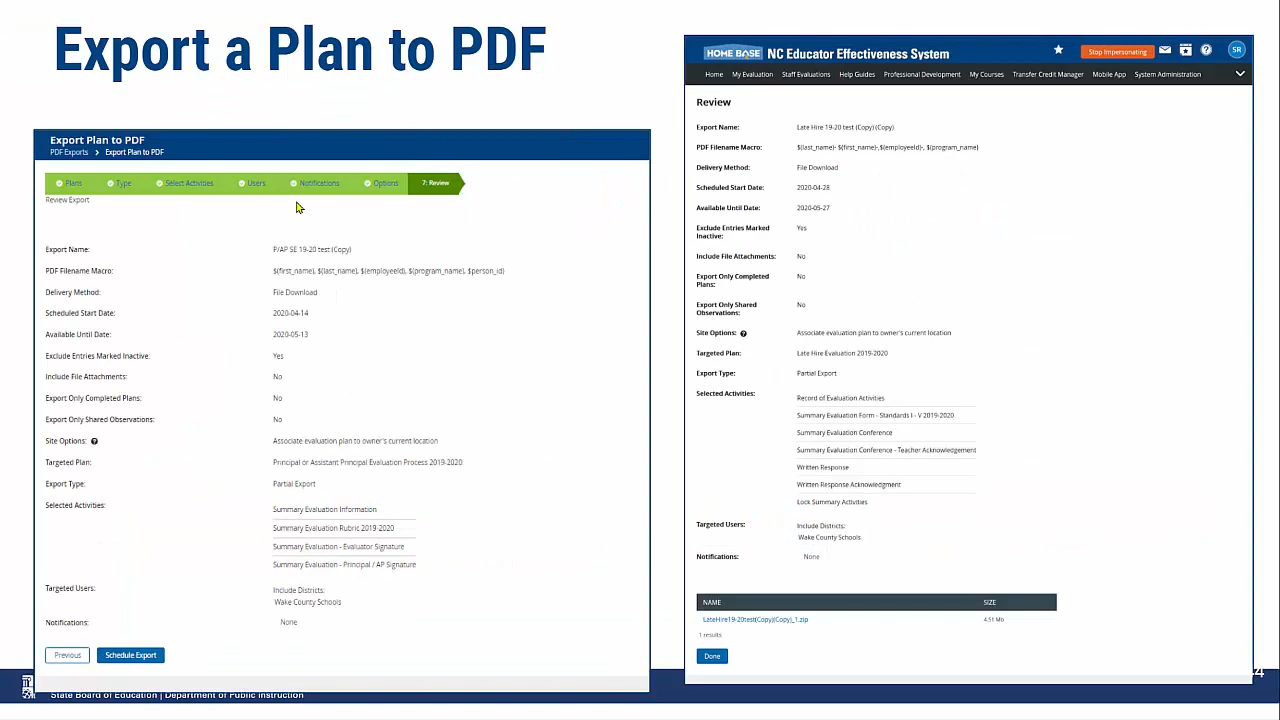 Export a Plan to PDF
Export Plan to PDF
PDF Exports > Export Plan to PDF
Plans Type Select Activities Users Notifications Options 7: Review
Review Export
Export Name: P/AP SE 19-20 test (Copy)
PDF Filename Macro: $(first_name), $(last_name), $(employeeId), $(program_name), $person_id)
Delivery Method: File Download
Scheduled Start Date: 2020-04-14
Available Until Date: 2020-05-13
Exclude Entries Marked Inactive: Yes
Include File Attachments: No
Export Only Completed Plans: No
Export Only Shared Observations: No
Site Options: Associate evaluation plan to owner's current location
Targeted Plan: Principal or Assistant Principal Evaluation Process 2019-2020
Export Type: Partial Export
Selected Activities: Summary Evaluation Information
Summary Evaluation Rubric 2019-2020
Summary Evaluation - Evaluator Signature
Summary Evaluation - Principal / AP Signature
Targeted Users: Include Districts:
Wake County Schools
Notifications: None
Previous Schedule Export
HOME BASE NC Educator Effectiveness System Stop Impersonating SR
Home My Evaluation Staff Evaluations Help Guides Professional Development My Courses Transfer Credit Manager Mobile App System Administration
Review
Export Name: Late Hire 19-20 test (Copy) (Copy)
PDF Filename Macro: $(last_name)- $(first_name)-,$(employeeId)-, $(program_name)
Delivery Method: File Download
Scheduled Start Date: 2020-04-28
Available Until Date: 2020-05-27
Exclude Entries Marked Yes
Inactive:
Include File Attachments: No
Export Only Completed No
Plans:
Export Only Shared No
Observations:
Site Options: Associate evaluation plan to owner's current location
Targeted Plan: Late Hire Evaluation 2019-2020
Export Type: Partial Export
Selected Activities: Record of Evaluation Activities
Summary Evaluation Form - Standards I - V 2019-2020
Summary Evaluation Conference
Summary Evaluation Conference - Teacher Acknowledgement
Written Response
Written Response Acknowledgment
Lock Summary Activities
Targeted Users: Include Districts:
Wake County Schools
Notifications: None
NAME SIZE
LateHire19-20test(Copy)(Copy)_1.zip 4.51 Mb
1 results
Done
State Board of Education | Department of Public Instruction